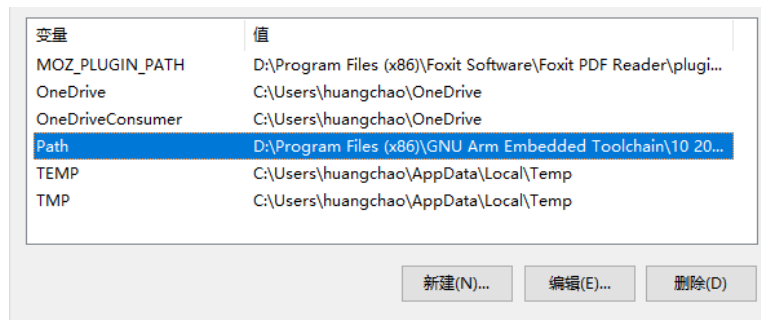 变量 值
MOZ_PLUGIN_PATH D:\Program Files (x86)\Foxit Software\Foxit PDF Reader\plugi...
OneDrive C:\Users\huangchao\OneDrive
OneDriveConsumer C:\Users\huangchao\OneDrive
Path D:\Program Files (x86)\GNU Arm Embedded Toolchain\10 20...
TEMP C:\Users\huangchao\AppData\Local\Temp
TMP C:\Users\huangchao\AppData\Local\Temp
新建(N)... 编辑(E)... 删除(D)